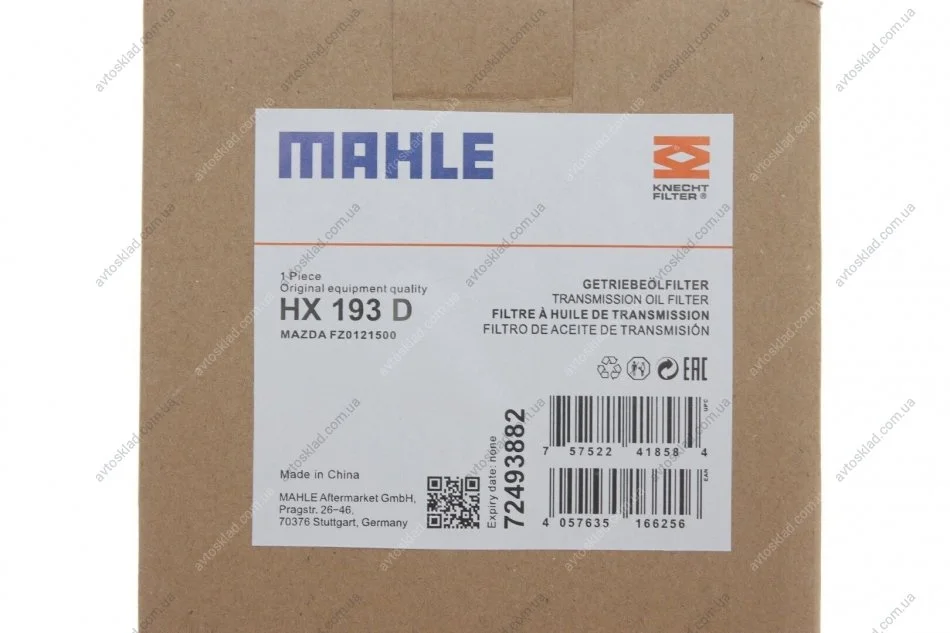 MAHLE
KNECHT
FILTER®
1 Piece
Original equipment quality
HX 193 D
MAZDA FZ0121500
GETRIEBEÖLFILTER
TRANSMISSION OIL FILTER
FILTRE À HUILE DE TRANSMISSION
FILTRO DE ACEITE DE TRANSMISIÓN
EAC
Made in China
MAHLE Aftermarket GmbH,
Pragstr. 26-46,
70376 Stuttgart, Germany
Expiry date: none
72493882
UPC
7 57522 41858 4
EAN
4 057635 166256
avtosklad.com.ua